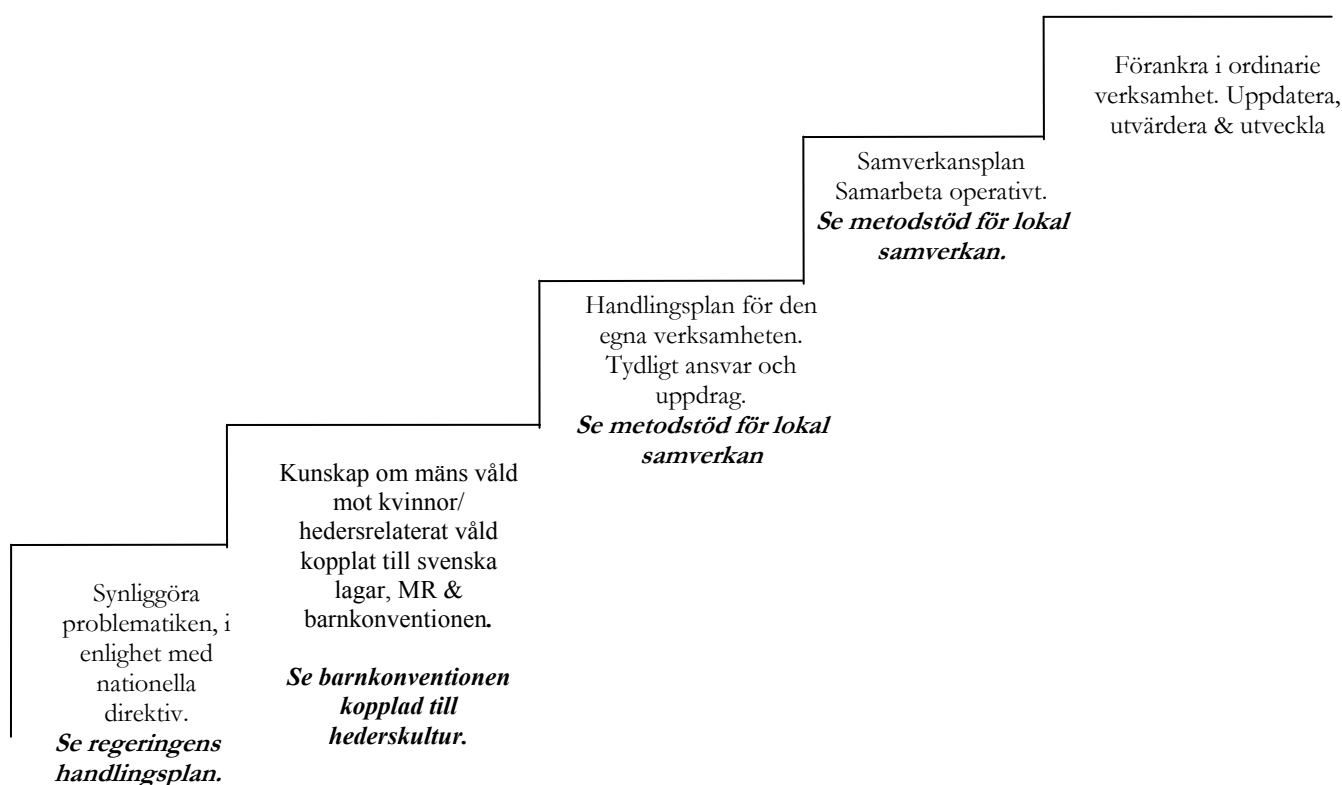 Förankra i ordinarie
verksamhet. Uppdatera,
utvärdera & utveckla
Samverkansplan
Samarbeta operativt.
Se metodstöd för lokal
samverkan.
Handlingsplan för den
egna verksamheten.
Tydligt ansvar och
uppdrag.
Se metodstöd för lokal
samverkan
Kunskap om mäns våld
mot kvinnor/
hedersrelaterat våld
kopplat till svenska
lagar, MR &
barnkonventionen.
Se barnkonventionen
kopplad till
hederskultur.
Synliggöra
problematiken, i
enlighet med
nationella
direktiv.
Se regeringens
handlingsplan.